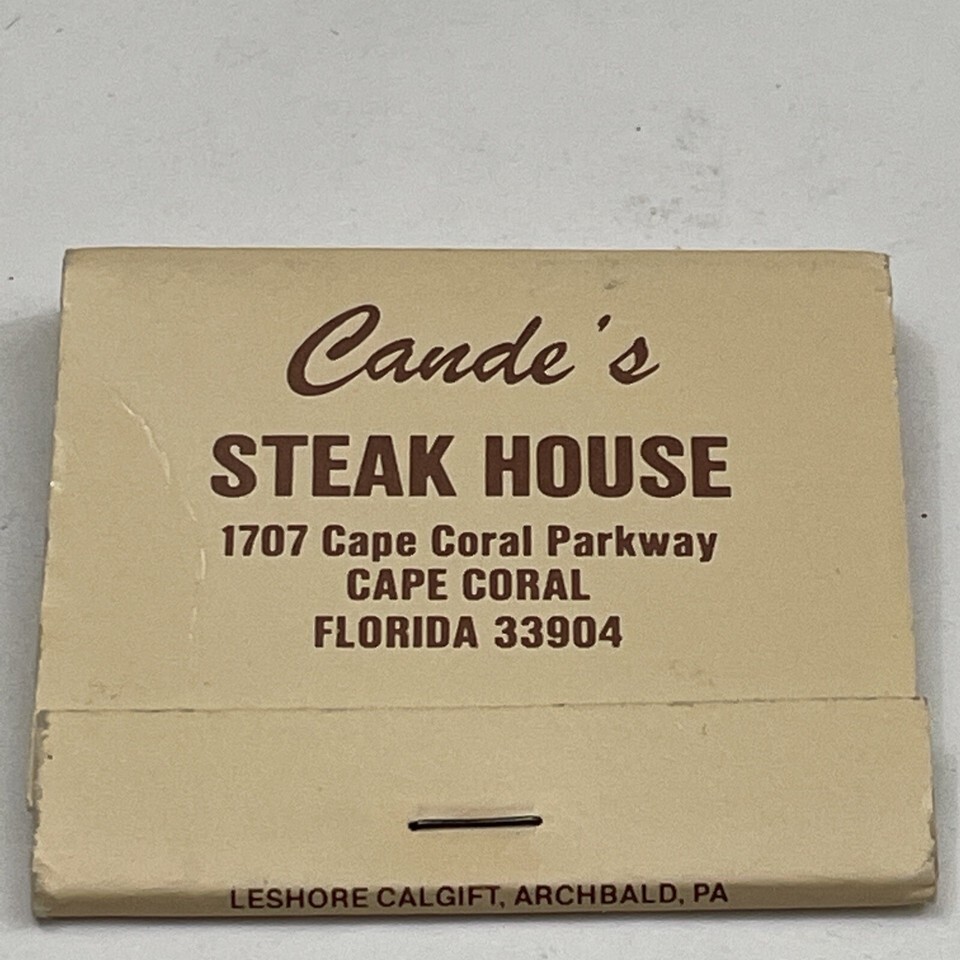 Cande's
STEAK HOUSE
1707 Cape Coral Parkway
CAPE CORAL
FLORIDA 33904
LESHORE CALGIFT, ARCHBALD, PA